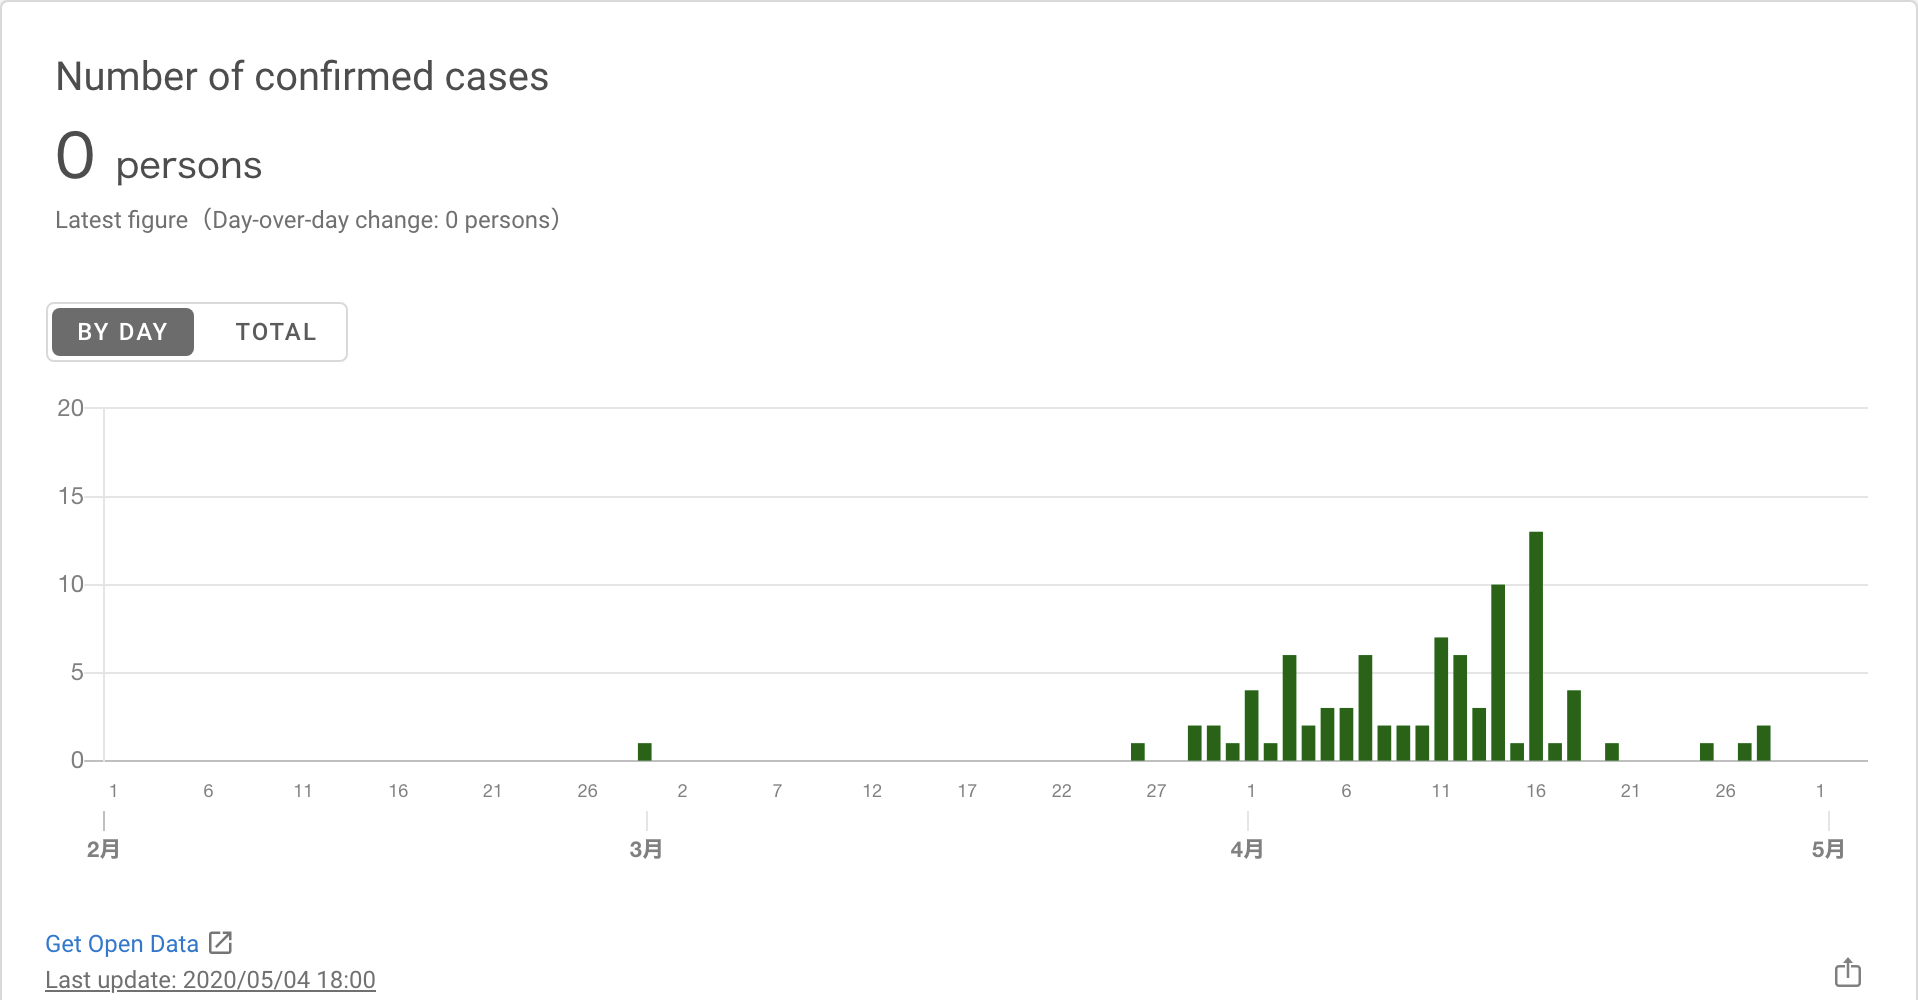 Number of confirmed cases
0 persons
Latest figure（Day-over-day change: 0 persons）
BY DAY TOTAL
20
15
10
5
0
1 6 11 16 21 26 2 7 12 17 22 27 1 6 11 16 21 26 1
2月 3月 4月 5月
Get Open Data
Last update: 2020/05/04 18:00